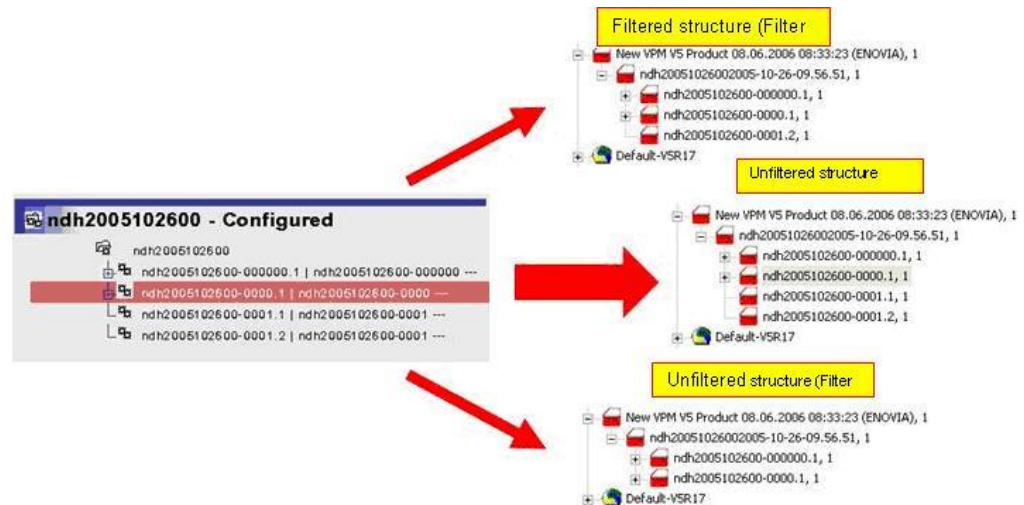 Filtered structure (Filter
New VPM V5 Product 08.06.2006 08:33:23 (ENOVIA), 1
ndh20051026002005-10-26-09.56.51, 1
ndh2005102600-000000.1, 1
ndh2005102600-0000.1, 1
ndh2005102600-0001.2, 1
Default-V5R17
ndh2005102600 - Configured
ndh2005102600
ndh2005102600-000000.1 | ndh2005102600-000000 ---
ndh2005102600-0000.1 | ndh2005102600-0000 ---
ndh2005102600-0001.1 | ndh2005102600-0001 ---
ndh2005102600-0001.2 | ndh2005102600-0001 ---
Unfiltered structure
New VPM V5 Product 08.06.2006 08:33:23 (ENOVIA), 1
ndh20051026002005-10-26-09.56.51, 1
ndh2005102600-000000.1, 1
ndh2005102600-0000.1, 1
ndh2005102600-0001.1, 1
ndh2005102600-0001.2, 1
Default-V5R17
Unfiltered structure (Filter
New VPM V5 Product 08.06.2006 08:33:23 (ENOVIA), 1
ndh20051026002005-10-26-09.56.51, 1
ndh2005102600-000000.1, 1
ndh2005102600-0000.1, 1
Default-V5R17